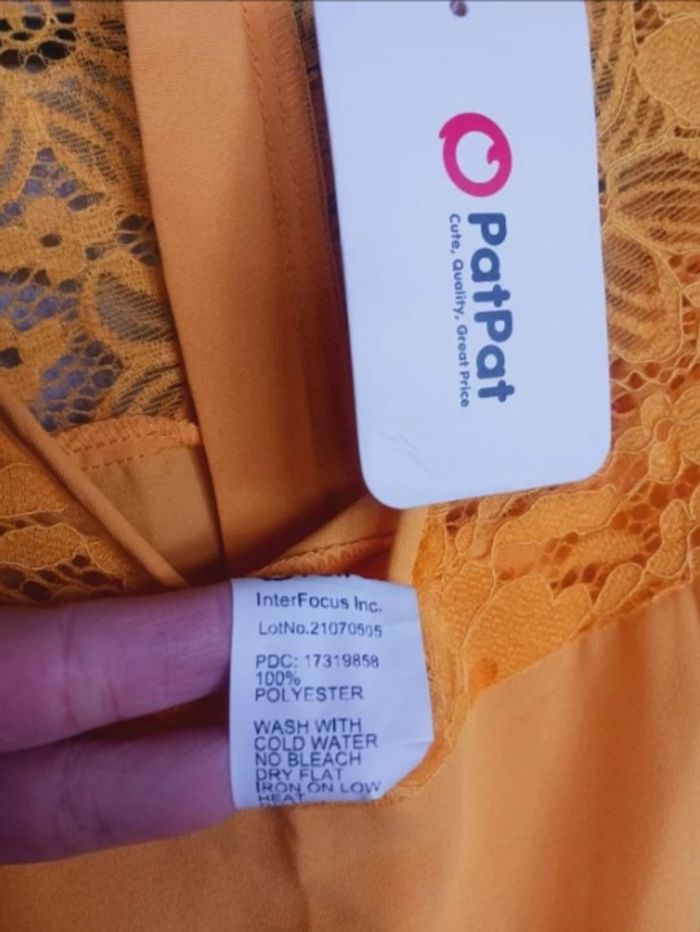 PatPat
Cute, Quality, Great Price
InterFocus Inc.
LotNo.21070505
PDC: 17319858
100%
POLYESTER
WASH WITH
COLD WATER
NO BLEACH
DRY FLAT
IRON ON LOW
HEAT